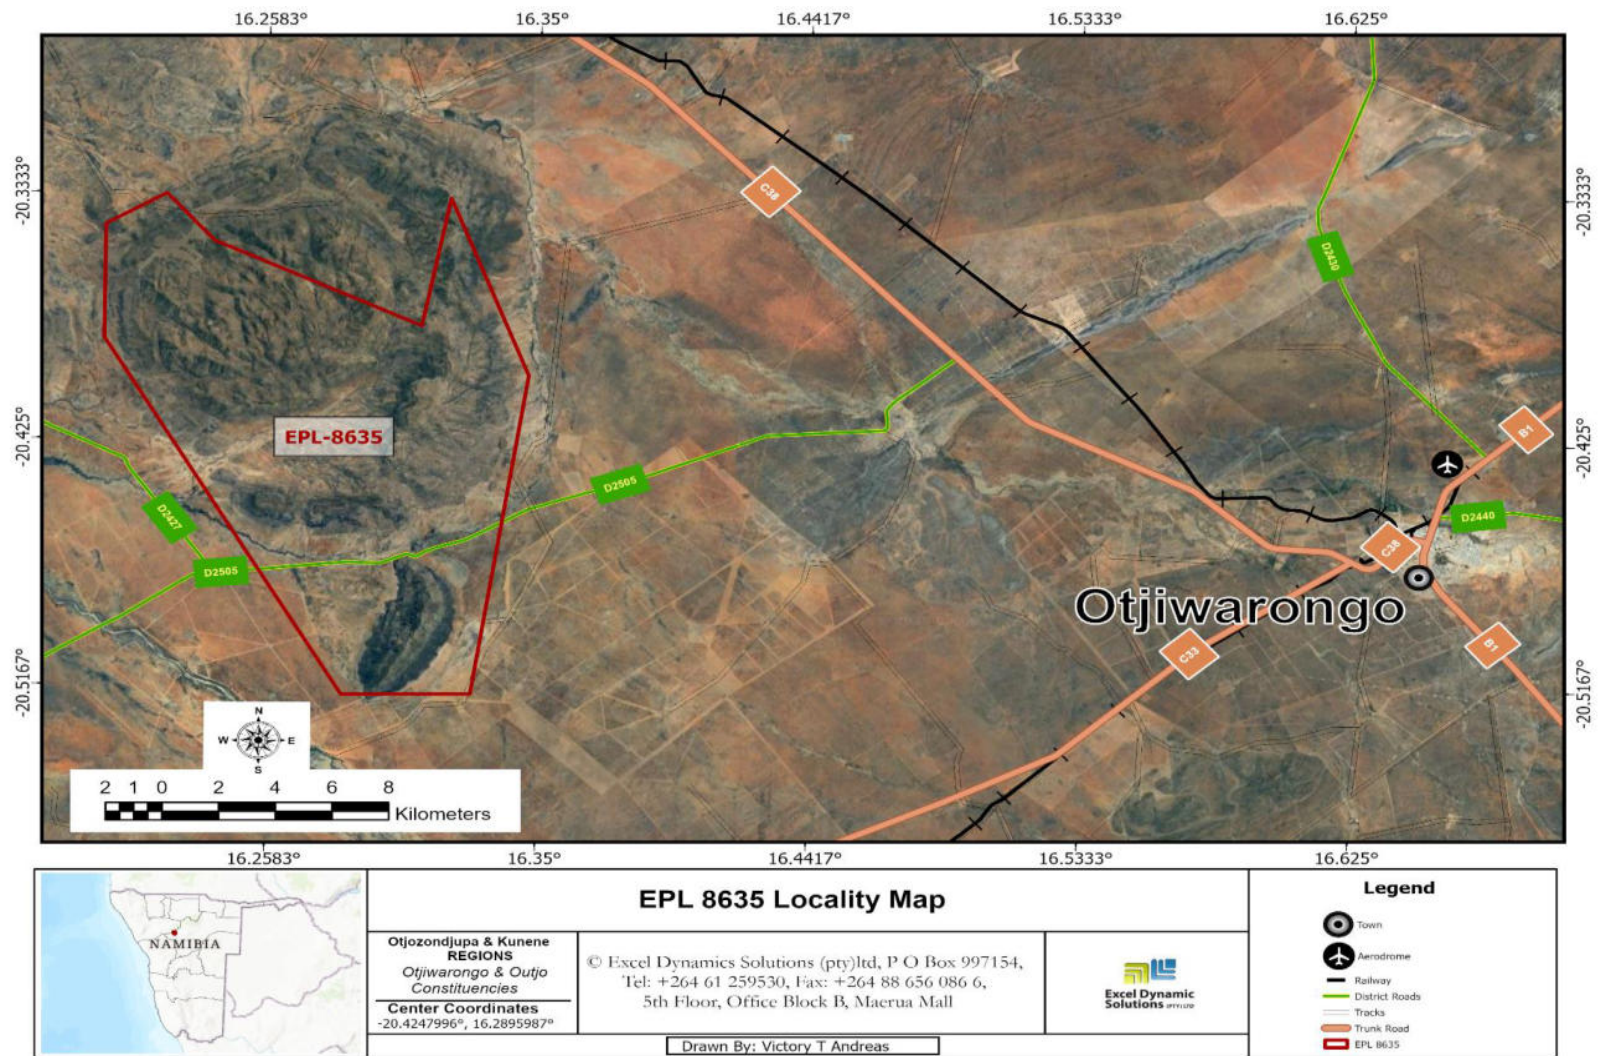 16.2583° 16.35° 16.4417° 16.5333° 16.625°
-20.3333° -20.3333°
C38
D2430
-20.425° -20.425°
EPL-8635
B1
D2505
D2427
D2440
C38
D2505
Otjiwarongo
C33
B1
-20.5167° -20.5167°
N
W E
S
2 1 0 2 4 6 8
Kilometers
16.2583° 16.35° 16.4417° 16.5333° 16.625°
NAMIBIA
EPL 8635 Locality Map
Otjozondjupa & Kunene
REGIONS
Otjiwarongo & Outjo
Constituencies
Center Coordinates
-20.4247996°, 16.2895987°
© Excel Dynamics Solutions (pty)ltd, P O Box 997154,
Tel: +264 61 259530, Fax: +264 88 656 086 6,
5th Floor, Office Block B, Maerua Mall
Drawn By: Victory T Andreas
Excel Dynamic
Solutions (PTY) LTD
Legend
Town
Aerodrome
Railway
District Roads
Tracks
Trunk Road
EPL 8635